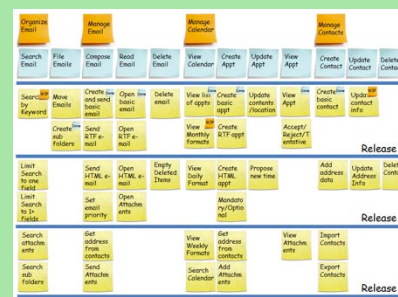 Organize Email
Manage Email
Manage Calendar
Manage Contacts
Search Email
File Emails
Compose Email
Read Email
Delete Email
View Calendar
Create Appt
Update Appt
View Appt
Create Contact
Update Contact
Delete Conta
Search by Keyword
Move Emails
Create and send basic email
Open basic email
Delete email
View list of appts
Create basic appt
Update contents /location
View Appt
Create basic contact
Update contact info
Create sub folders
Send RTF e-mail
Open RTF e-mail
View Monthly formats
Create RTF appt
Accept/ Reject/T entative
Release
Limit Search to one field
Send HTML e-mail
Open HTML e-mail
Empty Deleted Items
View Daily Format
Create HTML appt
Propose new time
Add address data
Update Address Info
Delete Conta
Limit Search to 1+ fields
Set email priority
Open Attachm ents
Mandato ry/Optio nal
Release
Search attachm ents
Get address from contacts
View Weekly Formats
Get address from contacts
View Attachm ents
Import Contacts
Search sub folders
Send Attachm ents
Search Calendar
Add Attachm ents
Export Contacts
Release